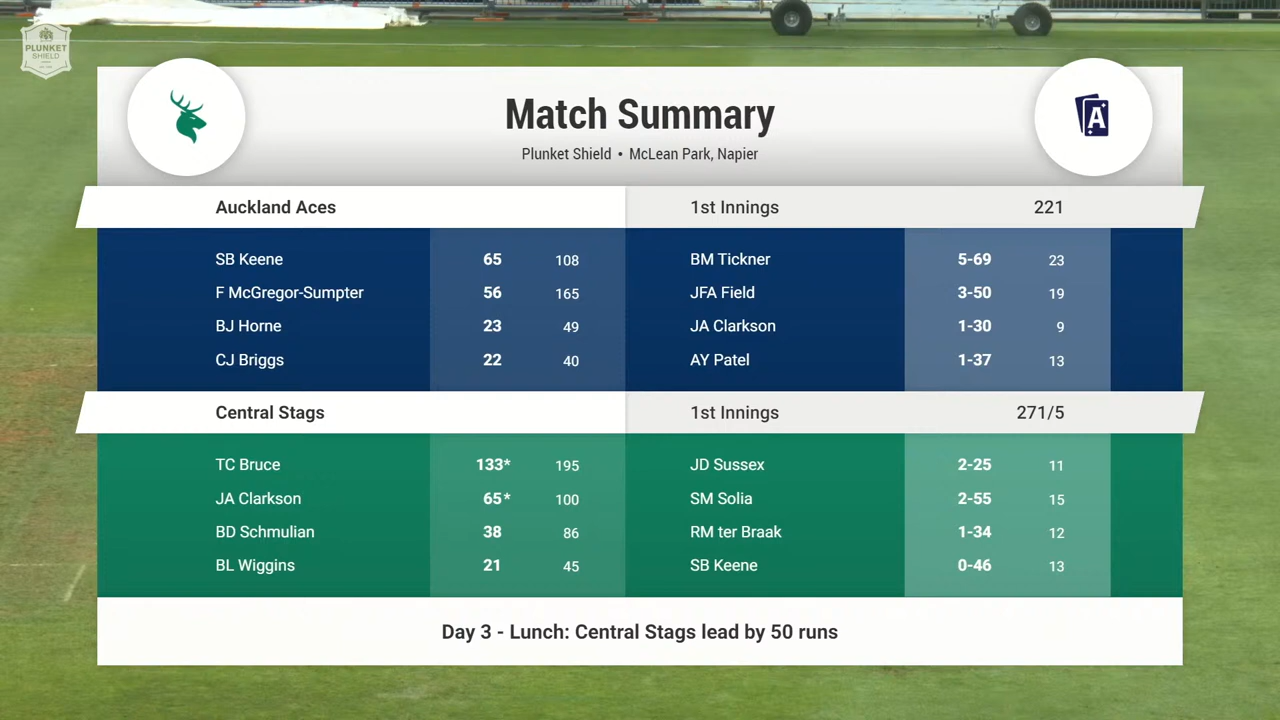 PLUNKET
SHIELD
Match Summary
Plunket Shield • McLean Park, Napier
A
Auckland Aces 1st Innings 221
SB Keene 65 108 BM Tickner 5-69 23
F McGregor-Sumpter 56 165 JFA Field 3-50 19
BJ Horne 23 49 JA Clarkson 1-30 9
CJ Briggs 22 40 AY Patel 1-37 13
Central Stags 1st Innings 271/5
TC Bruce 133* 195 JD Sussex 2-25 11
JA Clarkson 65* 100 SM Solia 2-55 15
BD Schmulian 38 86 RM ter Braak 1-34 12
BL Wiggins 21 45 SB Keene 0-46 13
Day 3 - Lunch: Central Stags lead by 50 runs